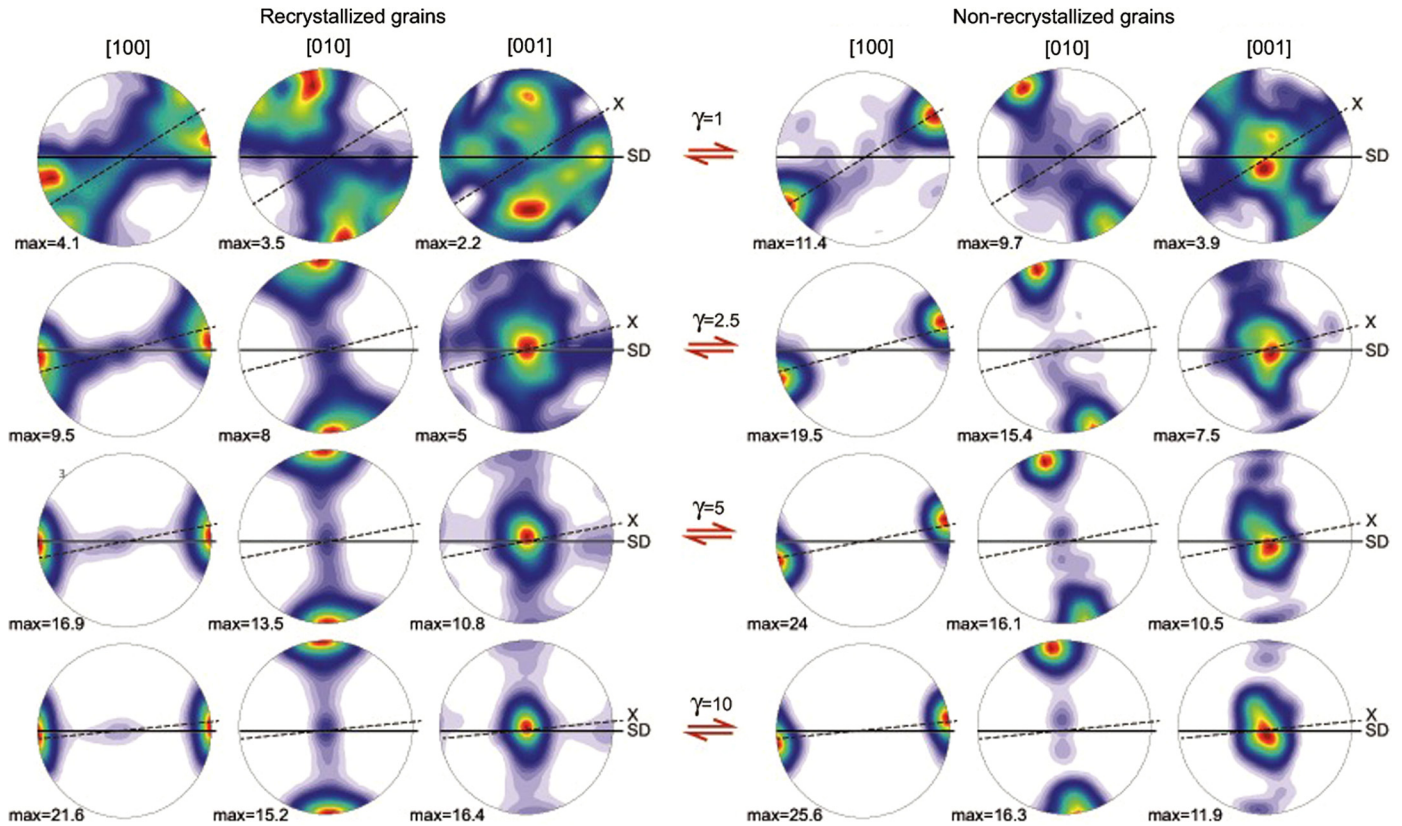 Recrystallized grains Non-recrystallized grains
[100] [010] [001] [100] [010] [001]
X γ=1 X
SD SD
max=4.1 max=3.5 max=2.2 max=11.4 max=9.7 max=3.9
X γ=2.5 X
SD SD
max=9.5 max=8 max=5 max=19.5 max=15.4 max=7.5
3
X γ=5 X
SD SD
max=16.9 max=13.5 max=10.8 max=24 max=16.1 max=10.5
X γ=10 X
SD SD
max=21.6 max=15.2 max=16.4 max=25.6 max=16.3 max=11.9